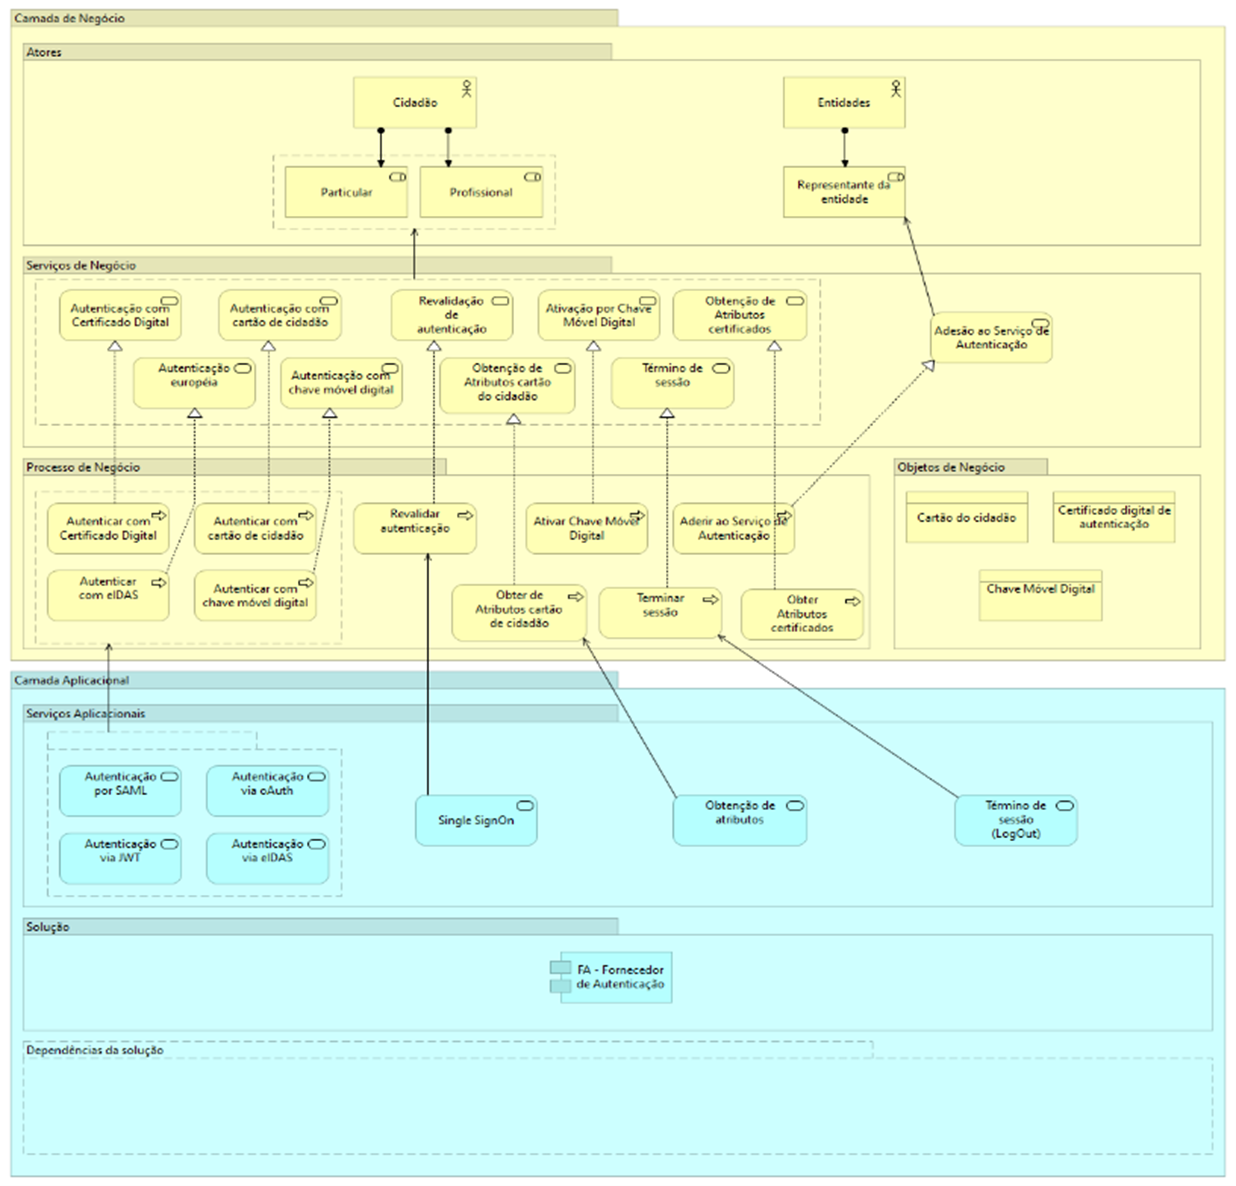 Camada de Negócio
Atores
Cidadão
Entidades
Particular
Profissional
Representante da
entidade
Serviços de Negócio
Autenticação com
Certificado Digital
Autenticação com
cartão de cidadão
Revalidação
de
autenticação
Ativação por Chave
Móvel Digital
Obtenção de
Atributos
certificados
Adesão ao Serviço de
Autenticação
Autenticação
européia
Autenticação com
chave móvel digital
Obtenção de
Atributos cartão
do cidadão
Término de
sessão
Processo de Negócio
Objetos de Negócio
Autenticar com
Certificado Digital
Autenticar com
cartão de cidadão
Revalidar
autenticação
Ativar Chave Móvel
Digital
Aderir ao Serviço de
Autenticação
Cartão do cidadão
Certificado digital de
autenticação
Autenticar
com eIDAS
Autenticar com
chave móvel digital
Obter de
Atributos cartão
de cidadão
Terminar
sessão
Obter
Atributos
certificados
Chave Móvel Digital
Camada Aplicacional
Serviços Aplicacionais
Autenticação
por SAML
Autenticação
via oAuth
Single SignOn
Obtenção de
atributos
Término de
sessão
(LogOut)
Autenticação
via JWT
Autenticação
via eIDAS
Solução
FA - Fornecedor
de Autenticação
Dependências da solução